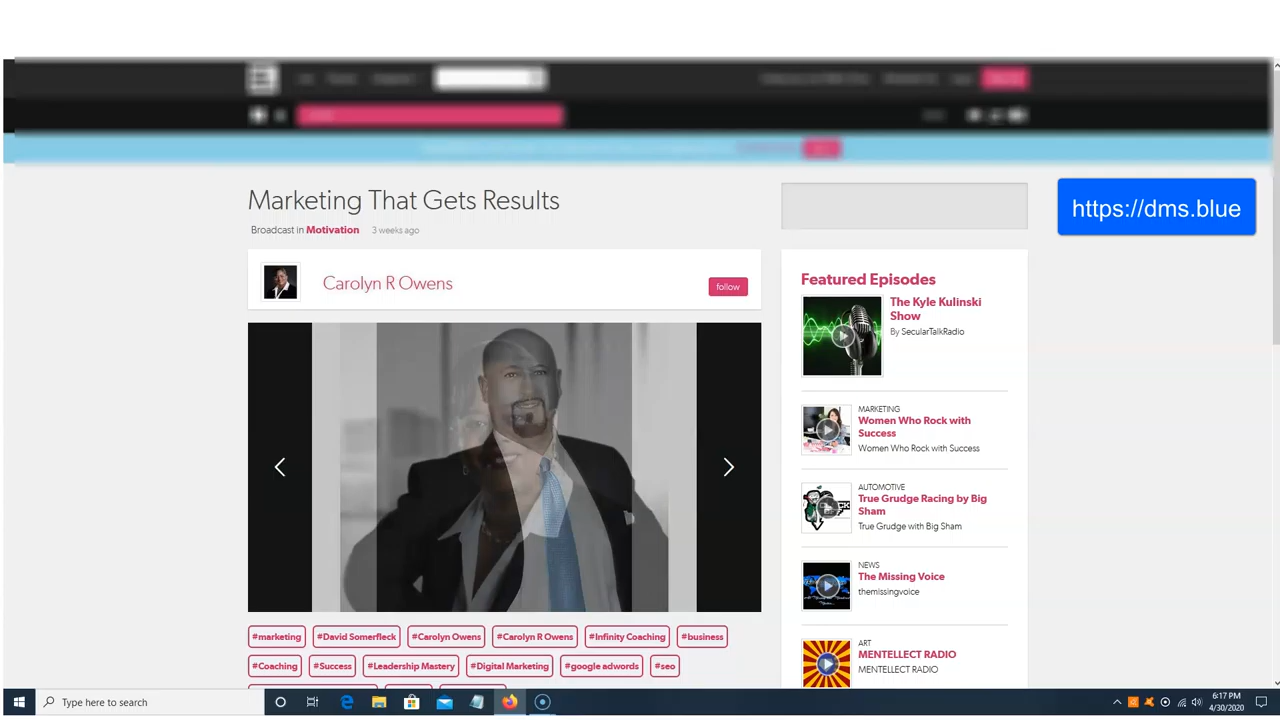 Marketing That Gets Results
https://dms.blue
Broadcast in Motivation 3 weeks ago
Carolyn R Owens
follow
#marketing #David Somerfleck #Carolyn Owens #Carolyn R Owens #Infinity Coaching #business
#Coaching #Success #Leadership Mastery #Digital Marketing #google adwords #seo
Featured Episodes
The Kyle Kulinski
Show
By SecularTalkRadio
MARKETING
Women Who Rock with
Success
Women Who Rock with Success
AUTOMOTIVE
True Grudge Racing by Big
Sham
True Grudge with Big Sham
NEWS
The Missing Voice
themissingvoice
ART
MENTELLECT RADIO
MENTELLECT RADIO
Type here to search
6:17 PM
4/30/2020